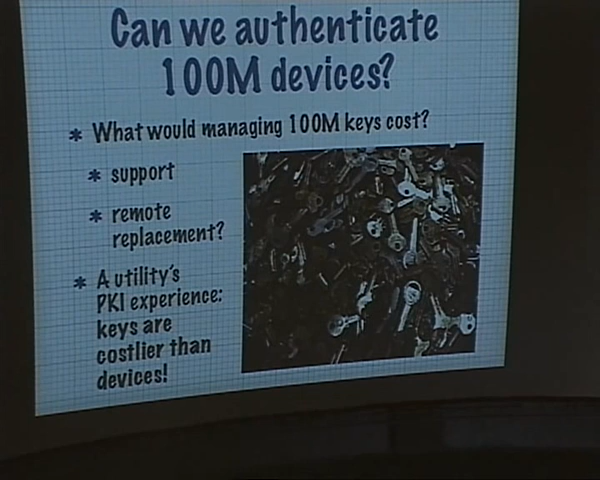 Can we authenticate
100M devices?
* What would managing 100M keys cost?
* support
* remote
replacement?
* A utility's
PKI experience:
keys are
costlier than
devices!